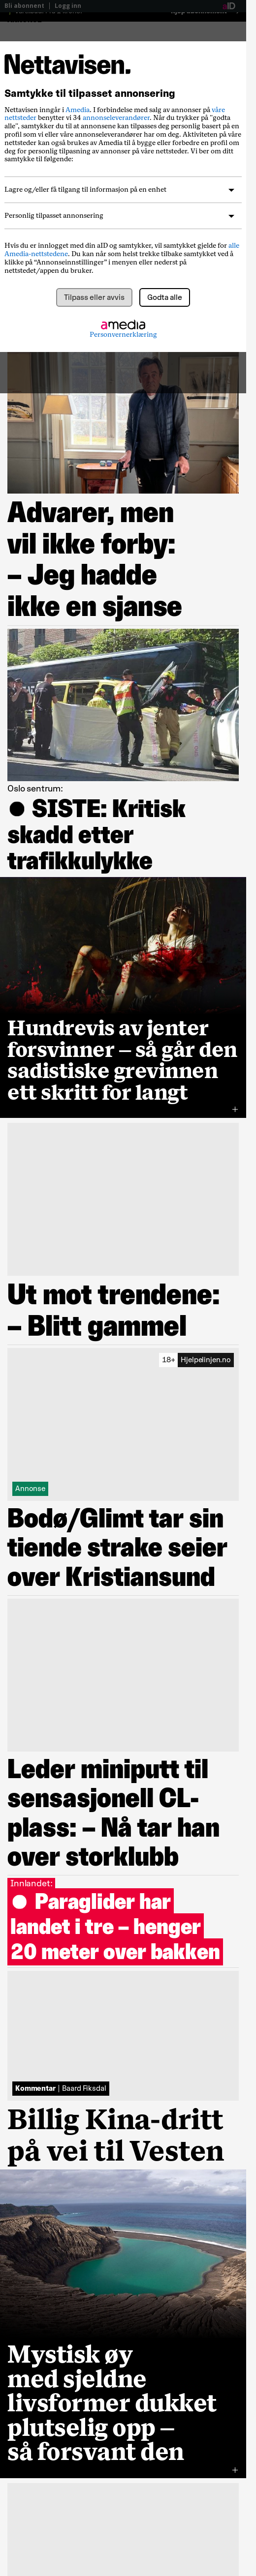 Bli abonnent | Logg inn
aID
Nettavisen.
Samtykke til tilpasset annonsering
Nettavisen inngår i Amedia. I forbindelse med salg av annonser på våre
nettsteder benytter vi 34 annonseleverandører. Når du trykker på "godta
alle", samtykker du til at annonsene kan tilpasses deg personlig basert på en
profil som vi eller våre annonseleverandører har om deg. Aktiviteten på våre
nettsteder kan også brukes av Amedia til å bygge eller forbedre en profil om
deg for personlig tilpasning av annonser på våre nettsteder. Vi ber om ditt
samtykke til følgende:
Lagre og/eller få tilgang til informasjon på en enhet
Personlig tilpasset annonsering
Hvis du er innlogget med din aID og samtykker, vil samtykket gjelde for alle
Amedia-nettstedene. Du kan når som helst trekke tilbake samtykket ved å
klikke på “Annonseinnstillinger” i menyen eller nederst på
nettstedet/appen du bruker.
Tilpass eller avvis
Godta alle
amedia
Personvernerklæring
Advarer, men
vil ikke forby:
– Jeg hadde
ikke en sjanse
Oslo sentrum:
● SISTE: Kritisk
skadd etter
trafikkulykke
Hundrevis av jenter
forsvinner – så går den
sadistiske grevinnen
ett skritt for langt
+
Ut mot trendene:
– Blitt gammel
18+ Hjpelinjen.no
Annonse
Bodø/Glimt tar sin
tiende strake seier
over Kristiansund
Leder miniputt til
sensasjonell CL-
plass: – Nå tar han
over storklubb
Innlandet:
● Paraglider har
landet i tre – henger
20 meter over bakken
Kommentar | Baard Fiksdal
Billig Kina-dritt
på vei til Vesten
Mystisk øy
med sjeldne
livsformer dukket
plutselig opp –
så forsvant den
+